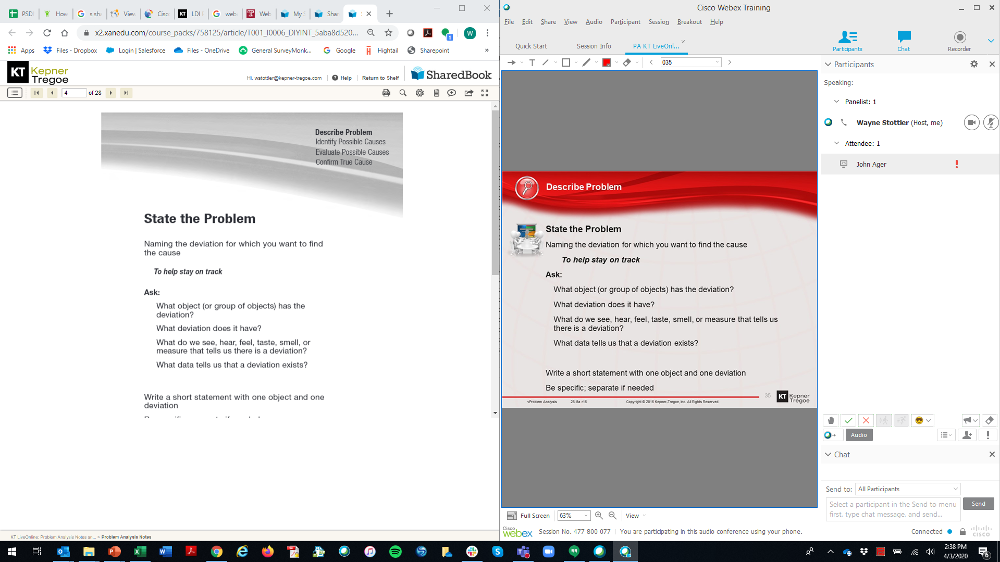 PSDI
How
s sha
View
Cisco
LDI F
web
Web
My S
Shar
S
x2.xanedu.com/course_packs/758125/article/T001_I0006_DIYINT_5aba8d520...
W
1
Apps
Files - Dropbox
Login | Salesforce
Files - OneDrive
General SurveyMonk...
Google
Hightail
Sharepoint
»
KT Kepner
Tregoe
Hi, wstottler@kepner-tregoe.com
Help
Return to Shelf
SharedBook
4
of 28
Describe Problem
Identify Possible Causes
Evaluate Possible Causes
Confirm True Cause
State the Problem
Naming the deviation for which you want to find
the cause
To help stay on track
Ask:
What object (or group of objects) has the
deviation?
What deviation does it have?
What do we see, hear, feel, taste, smell, or
measure that tells us there is a deviation?
What data tells us that a deviation exists?
Write a short statement with one object and one
deviation
KT LiveOnline: Problem Analysis Notes an... > Problem Analysis Notes
Cisco Webex Training
File Edit Share View Audio Participant Session Breakout Help
Quick Start
Session Info
PA KT LiveOnl...
Participants
Chat
Recorder
T
035
Describe Problem
State the Problem
Naming the deviation for which you want to find the cause
To help stay on track
Ask:
What object (or group of objects) has the deviation?
What deviation does it have?
What do we see, hear, feel, taste, smell, or measure that tells us
there is a deviation?
What data tells us that a deviation exists?
Write a short statement with one object and one deviation
Be specific; separate if needed
35
KT Kepner
Tregoe
vProblem Analysis
28 Ma r16
Copyright © 2016 Kepner-Tregoe, Inc. All Rights Reserved.
Full Screen
63%
View
Cisco
webex
Session No. 477 800 077 | You are participating in this audio conference using your phone.
Connected
cisco
Participants
Speaking:
Panelist: 1
Wayne Stottler (Host, me)
Attendee: 1
John Ager
Audio
Chat
Send to:
All Participants
Select a participant in the Send to menu
first, type chat message, and send...
Send
2:38 PM
4/3/2020
6